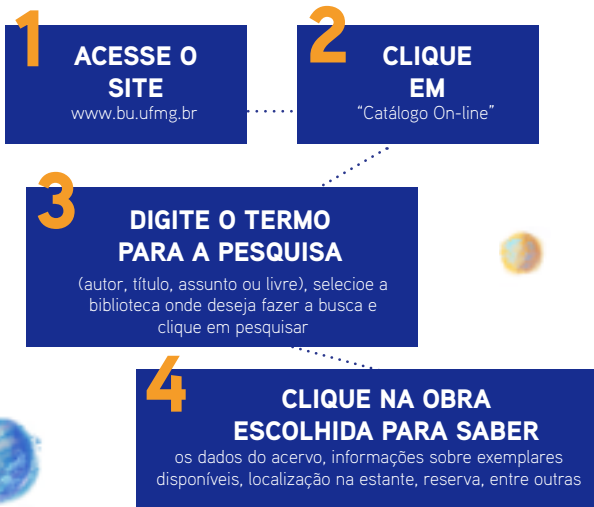 1
ACESSE O
SITE
www.bu.ufmg.br
2
CLIQUE
EM
“Catálogo On-line”
3
DIGITE O TERMO
PARA A PESQUISA
(autor, título, assunto ou livre), selecioe a
biblioteca onde deseja fazer a busca e
clique em pesquisar
4
CLIQUE NA OBRA
ESCOLHIDA PARA SABER
os dados do acervo, informações sobre exemplares
disponíveis, localização na estante, reserva, entre outras